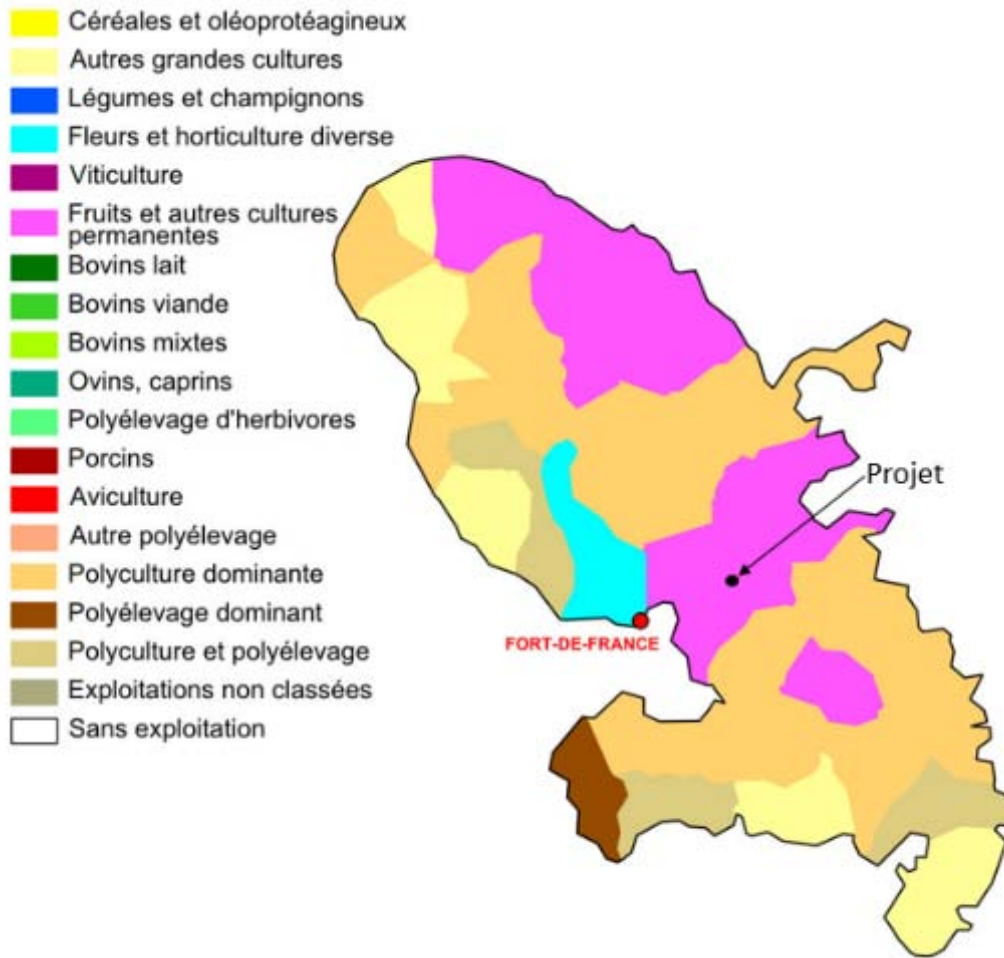 Céréales et oléoprotéagineux
Autres grandes cultures
Légumes et champignons
Fleurs et horticulture diverse
Viticulture
Fruits et autres cultures
permanentes
Bovins lait
Bovins viande
Bovins mixtes
Ovins, caprins
Polyélevage d'herbivores
Porcins
Aviculture
Autre polyélevage
Polyculture dominante
Polyélevage dominant
Polyculture et polyélevage
Exploitations non classées
Sans exploitation
Projet
FORT-DE-FRANCE